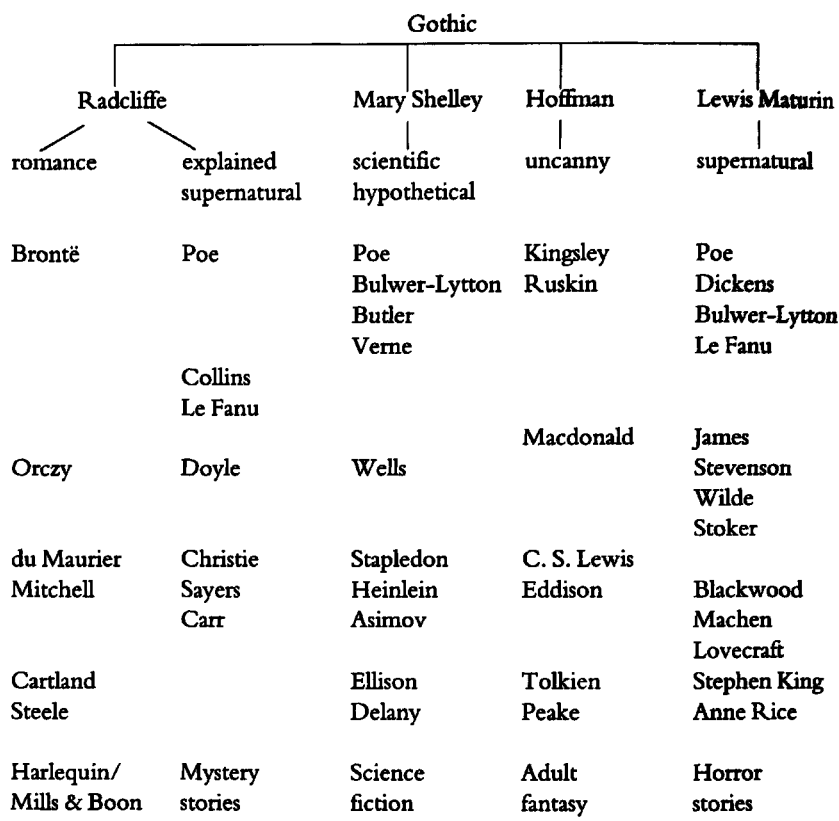 Gothic
Radcliffe Mary Shelley Hoffman Lewis Maturin
romance explained scientific uncanny supernatural
supernatural hypothetical
Brontë Poe Poe Kingsley Poe
Bulwer-Lytton Ruskin Dickens
Butler Bulwer-Lytton
Verne Le Fanu
Collins
Le Fanu
Macdonald James
Orczy Doyle Wells Stevenson
Wilde
Stoker
du Maurier Christie Stapledon C. S. Lewis
Mitchell Sayers Heinlein Eddison Blackwood
Carr Asimov Machen
Lovecraft
Cartland Ellison Tolkien Stephen King
Steele Delany Peake Anne Rice
Harlequin/ Mystery Science Adult Horror
Mills & Boon stories fiction fantasy stories